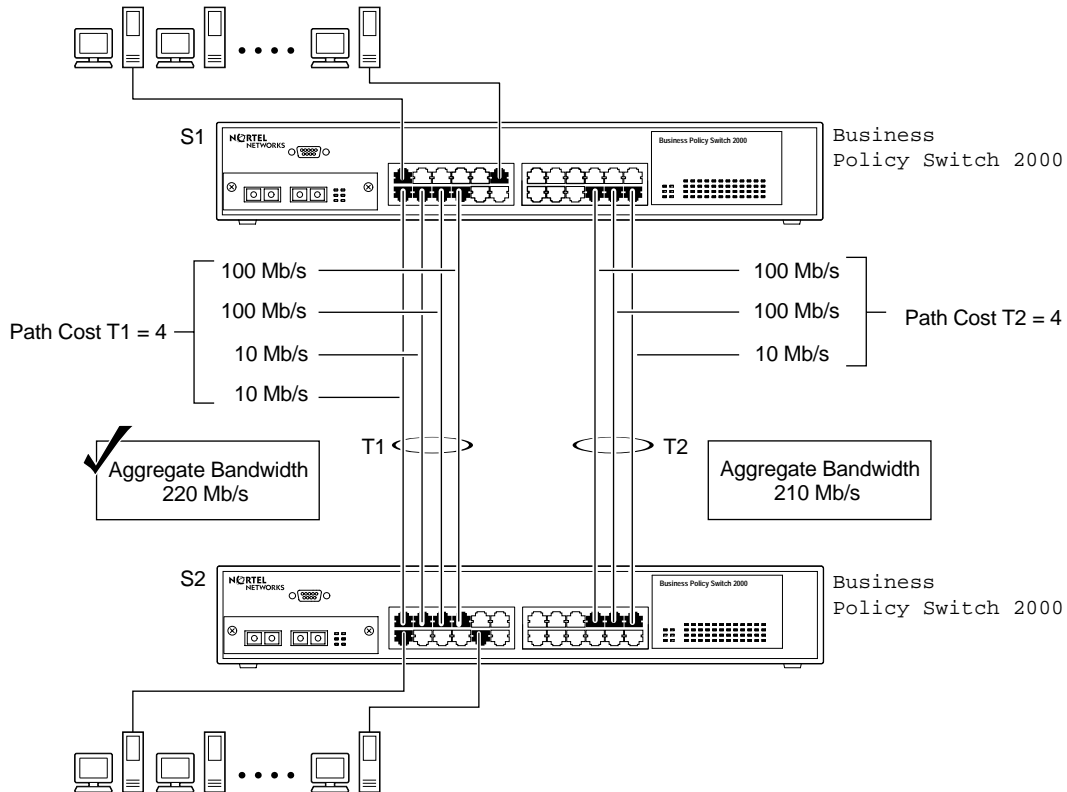 S1
NORTEL
NETWORKS
Business Policy Switch 2000
Business
Policy Switch 2000
100 Mb/s
100 Mb/s
10 Mb/s
10 Mb/s
Path Cost T1 = 4
100 Mb/s
100 Mb/s
10 Mb/s
Path Cost T2 = 4
T1
T2
Aggregate Bandwidth
220 Mb/s
Aggregate Bandwidth
210 Mb/s
S2
NORTEL
NETWORKS
Business Policy Switch 2000
Business
Policy Switch 2000